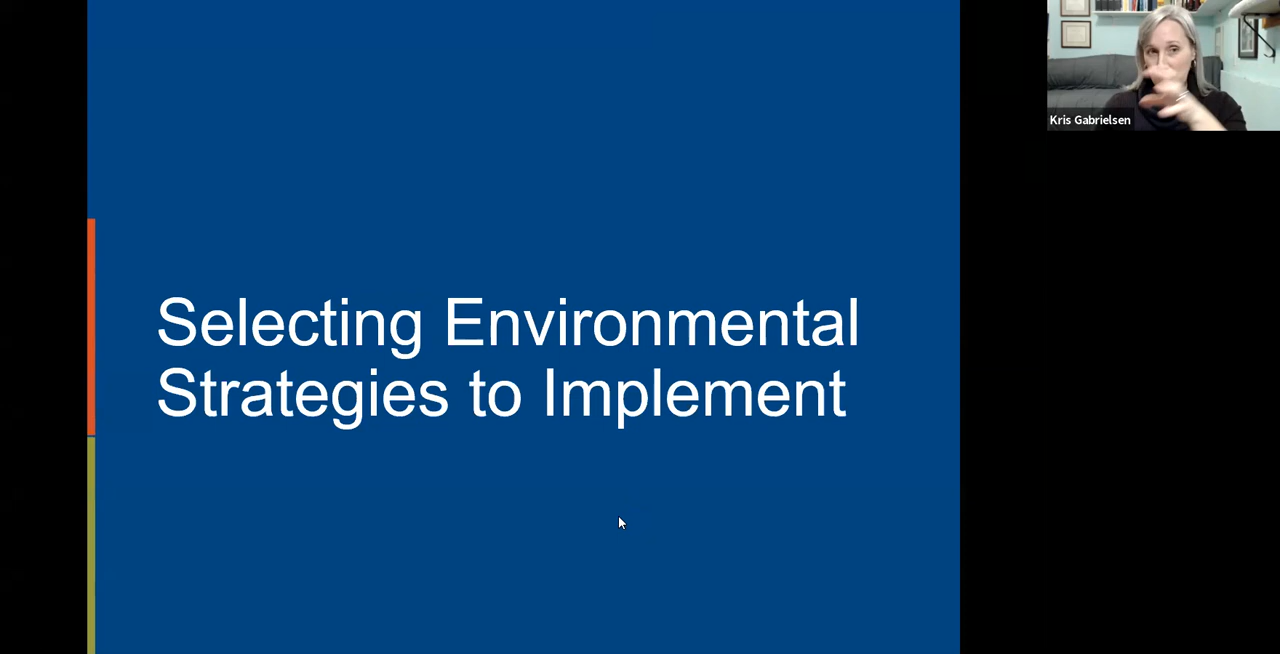 Kris Gabrielsen
Selecting Environmental
Strategies to Implement